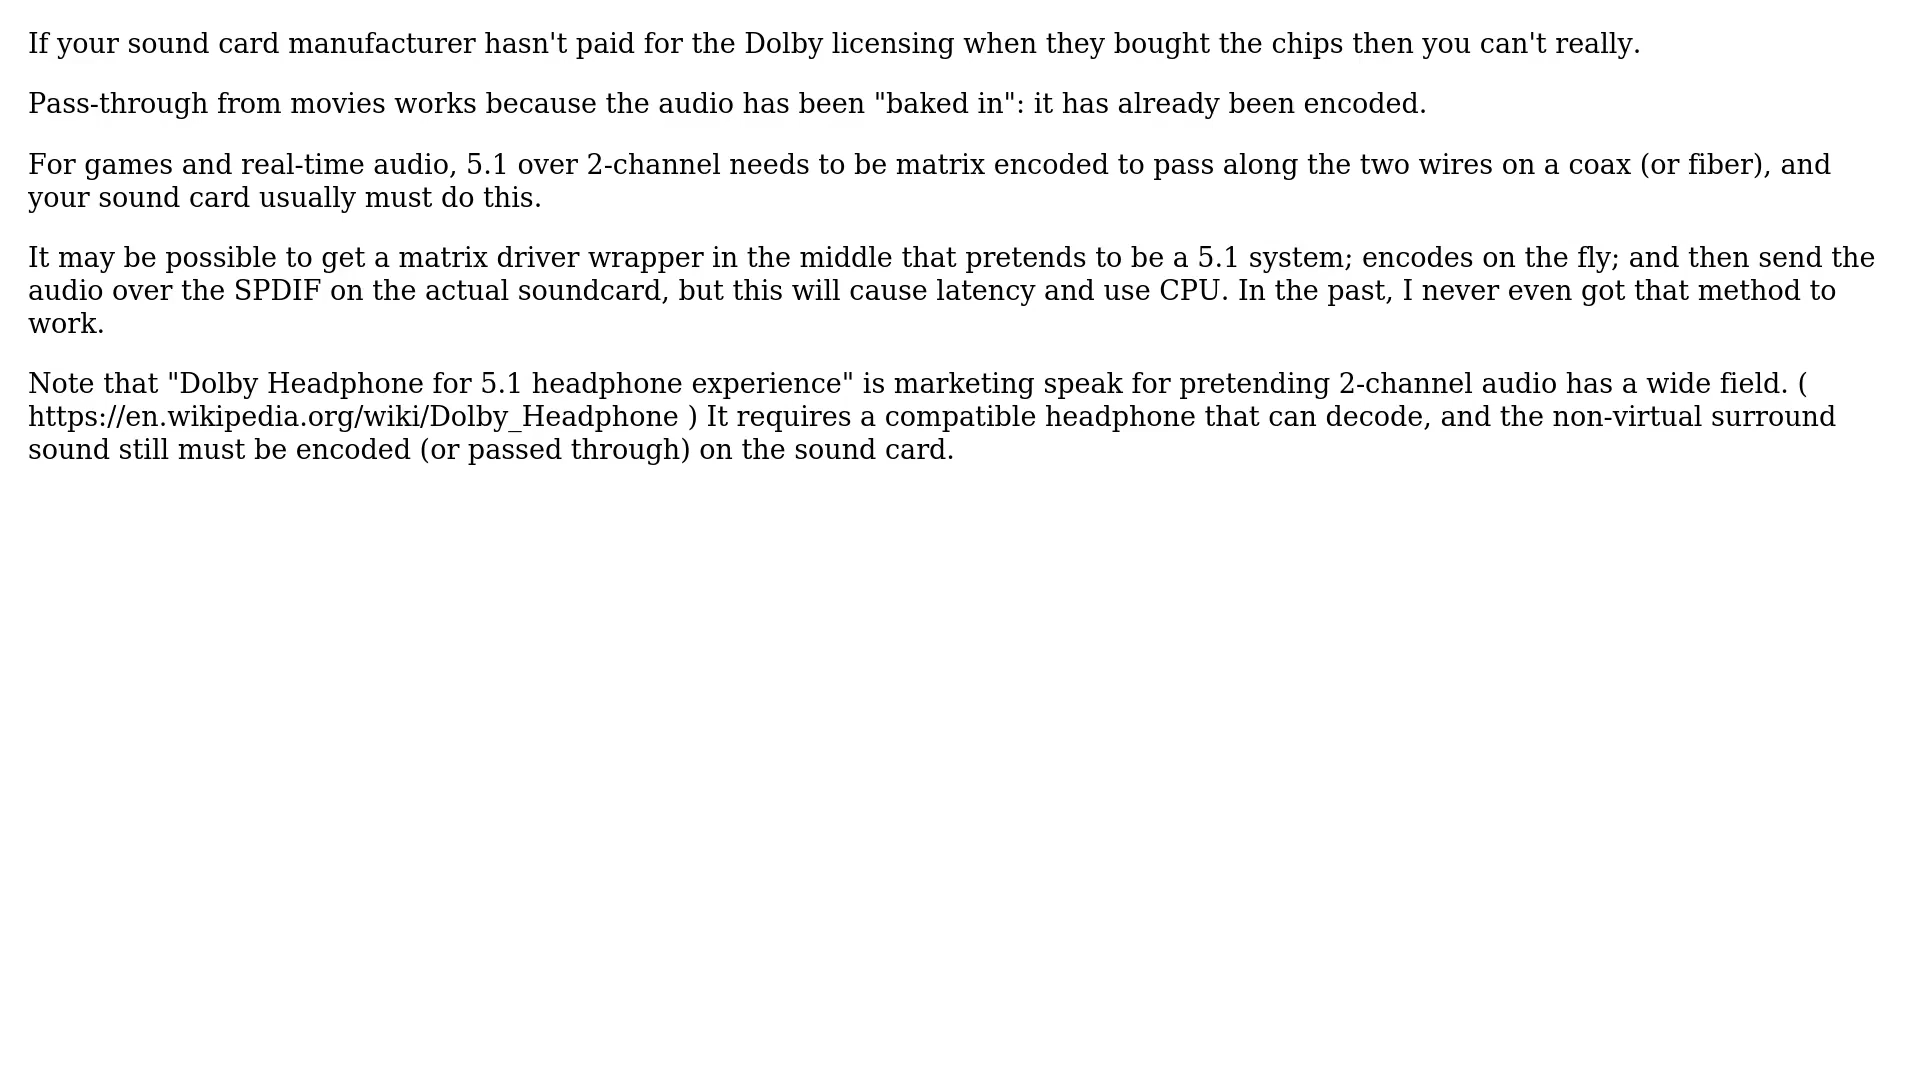 If your sound card manufacturer hasn't paid for the Dolby licensing when they bought the chips then you can't really.
Pass-through from movies works because the audio has been "baked in": it has already been encoded.
For games and real-time audio, 5.1 over 2-channel needs to be matrix encoded to pass along the two wires on a coax (or fiber), and
your sound card usually must do this.
It may be possible to get a matrix driver wrapper in the middle that pretends to be a 5.1 system; encodes on the fly; and then send the
audio over the SPDIF on the actual soundcard, but this will cause latency and use CPU. In the past, I never even got that method to
work.
Note that "Dolby Headphone for 5.1 headphone experience" is marketing speak for pretending 2-channel audio has a wide field. (
https://en.wikipedia.org/wiki/Dolby_Headphone ) It requires a compatible headphone that can decode, and the non-virtual surround
sound still must be encoded (or passed through) on the sound card.